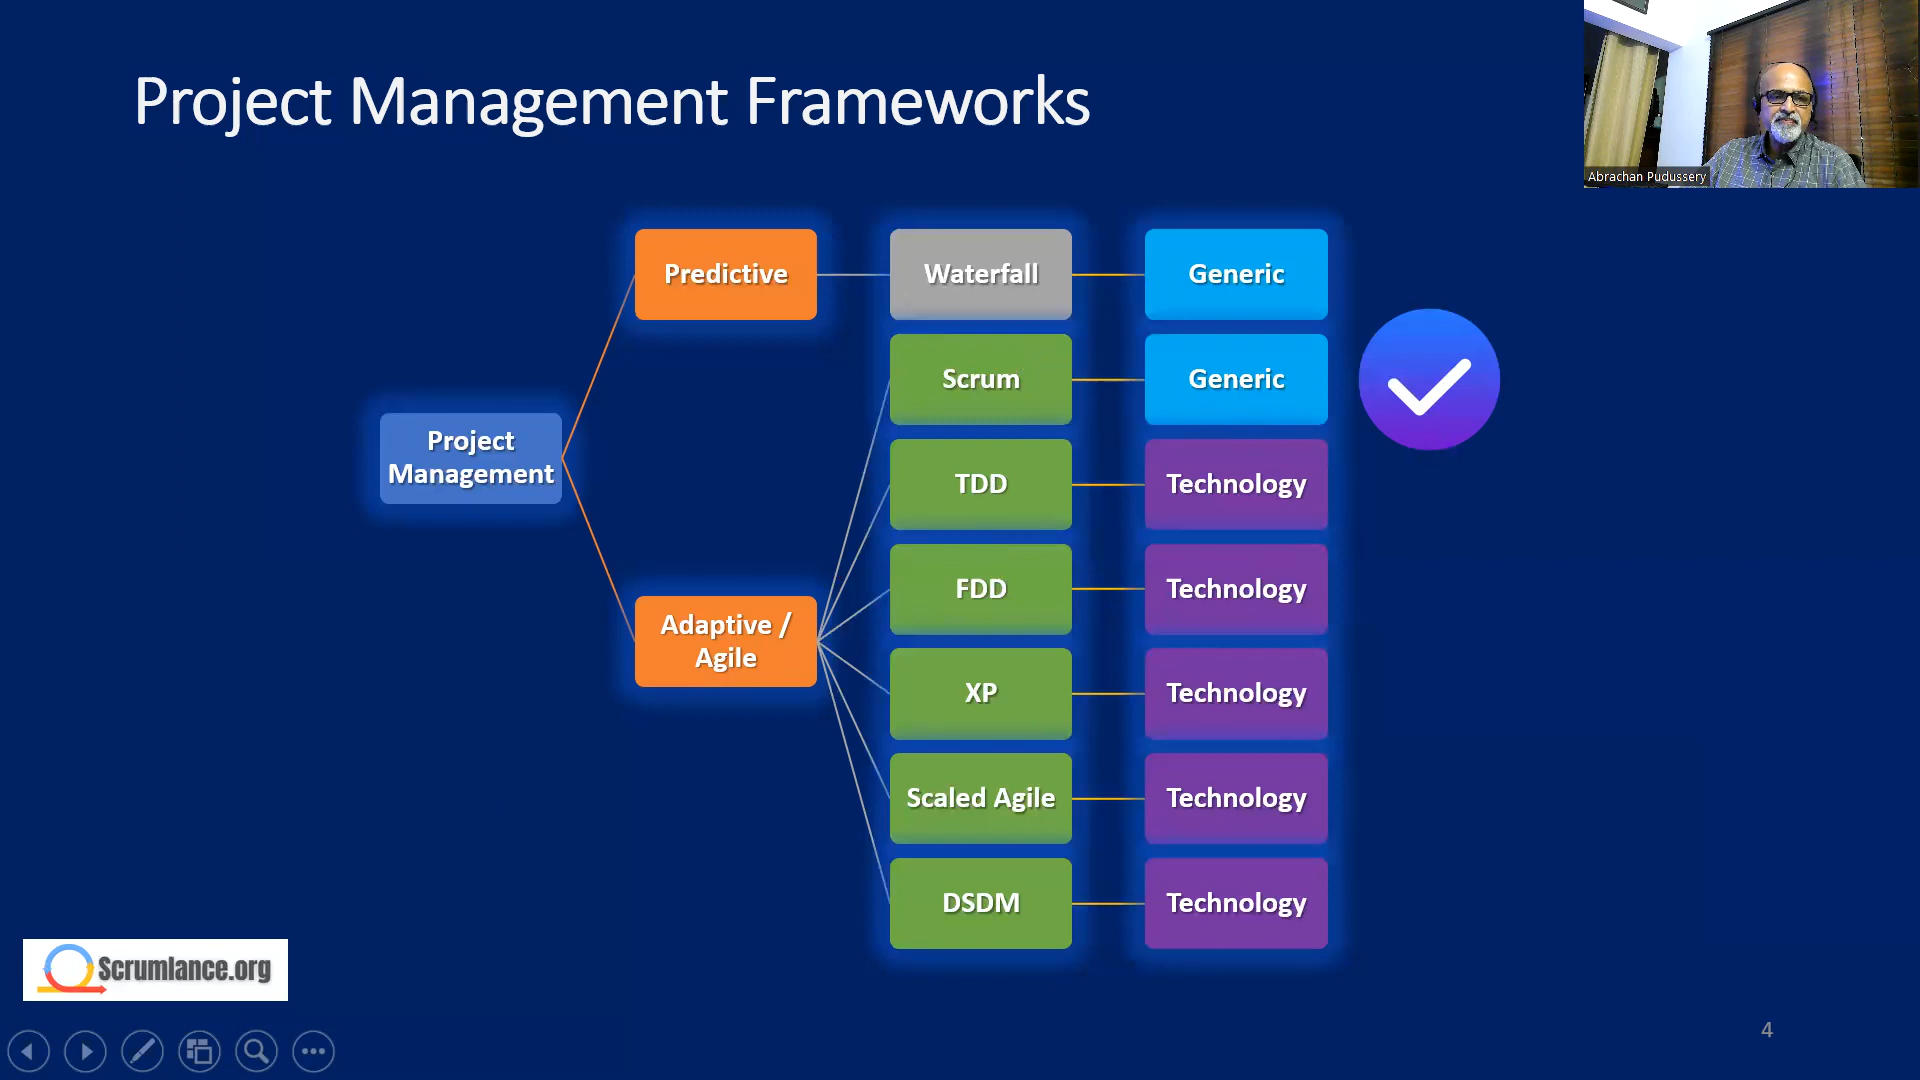 Project Management Frameworks
Abrachan Pudussery
Predictive
Waterfall
Generic
Scrum
Generic
Project
Management
TDD
Technology
FDD
Technology
Adaptive /
Agile
XP
Technology
Scaled Agile
Technology
DSDM
Technology
Scrumlance.org
4